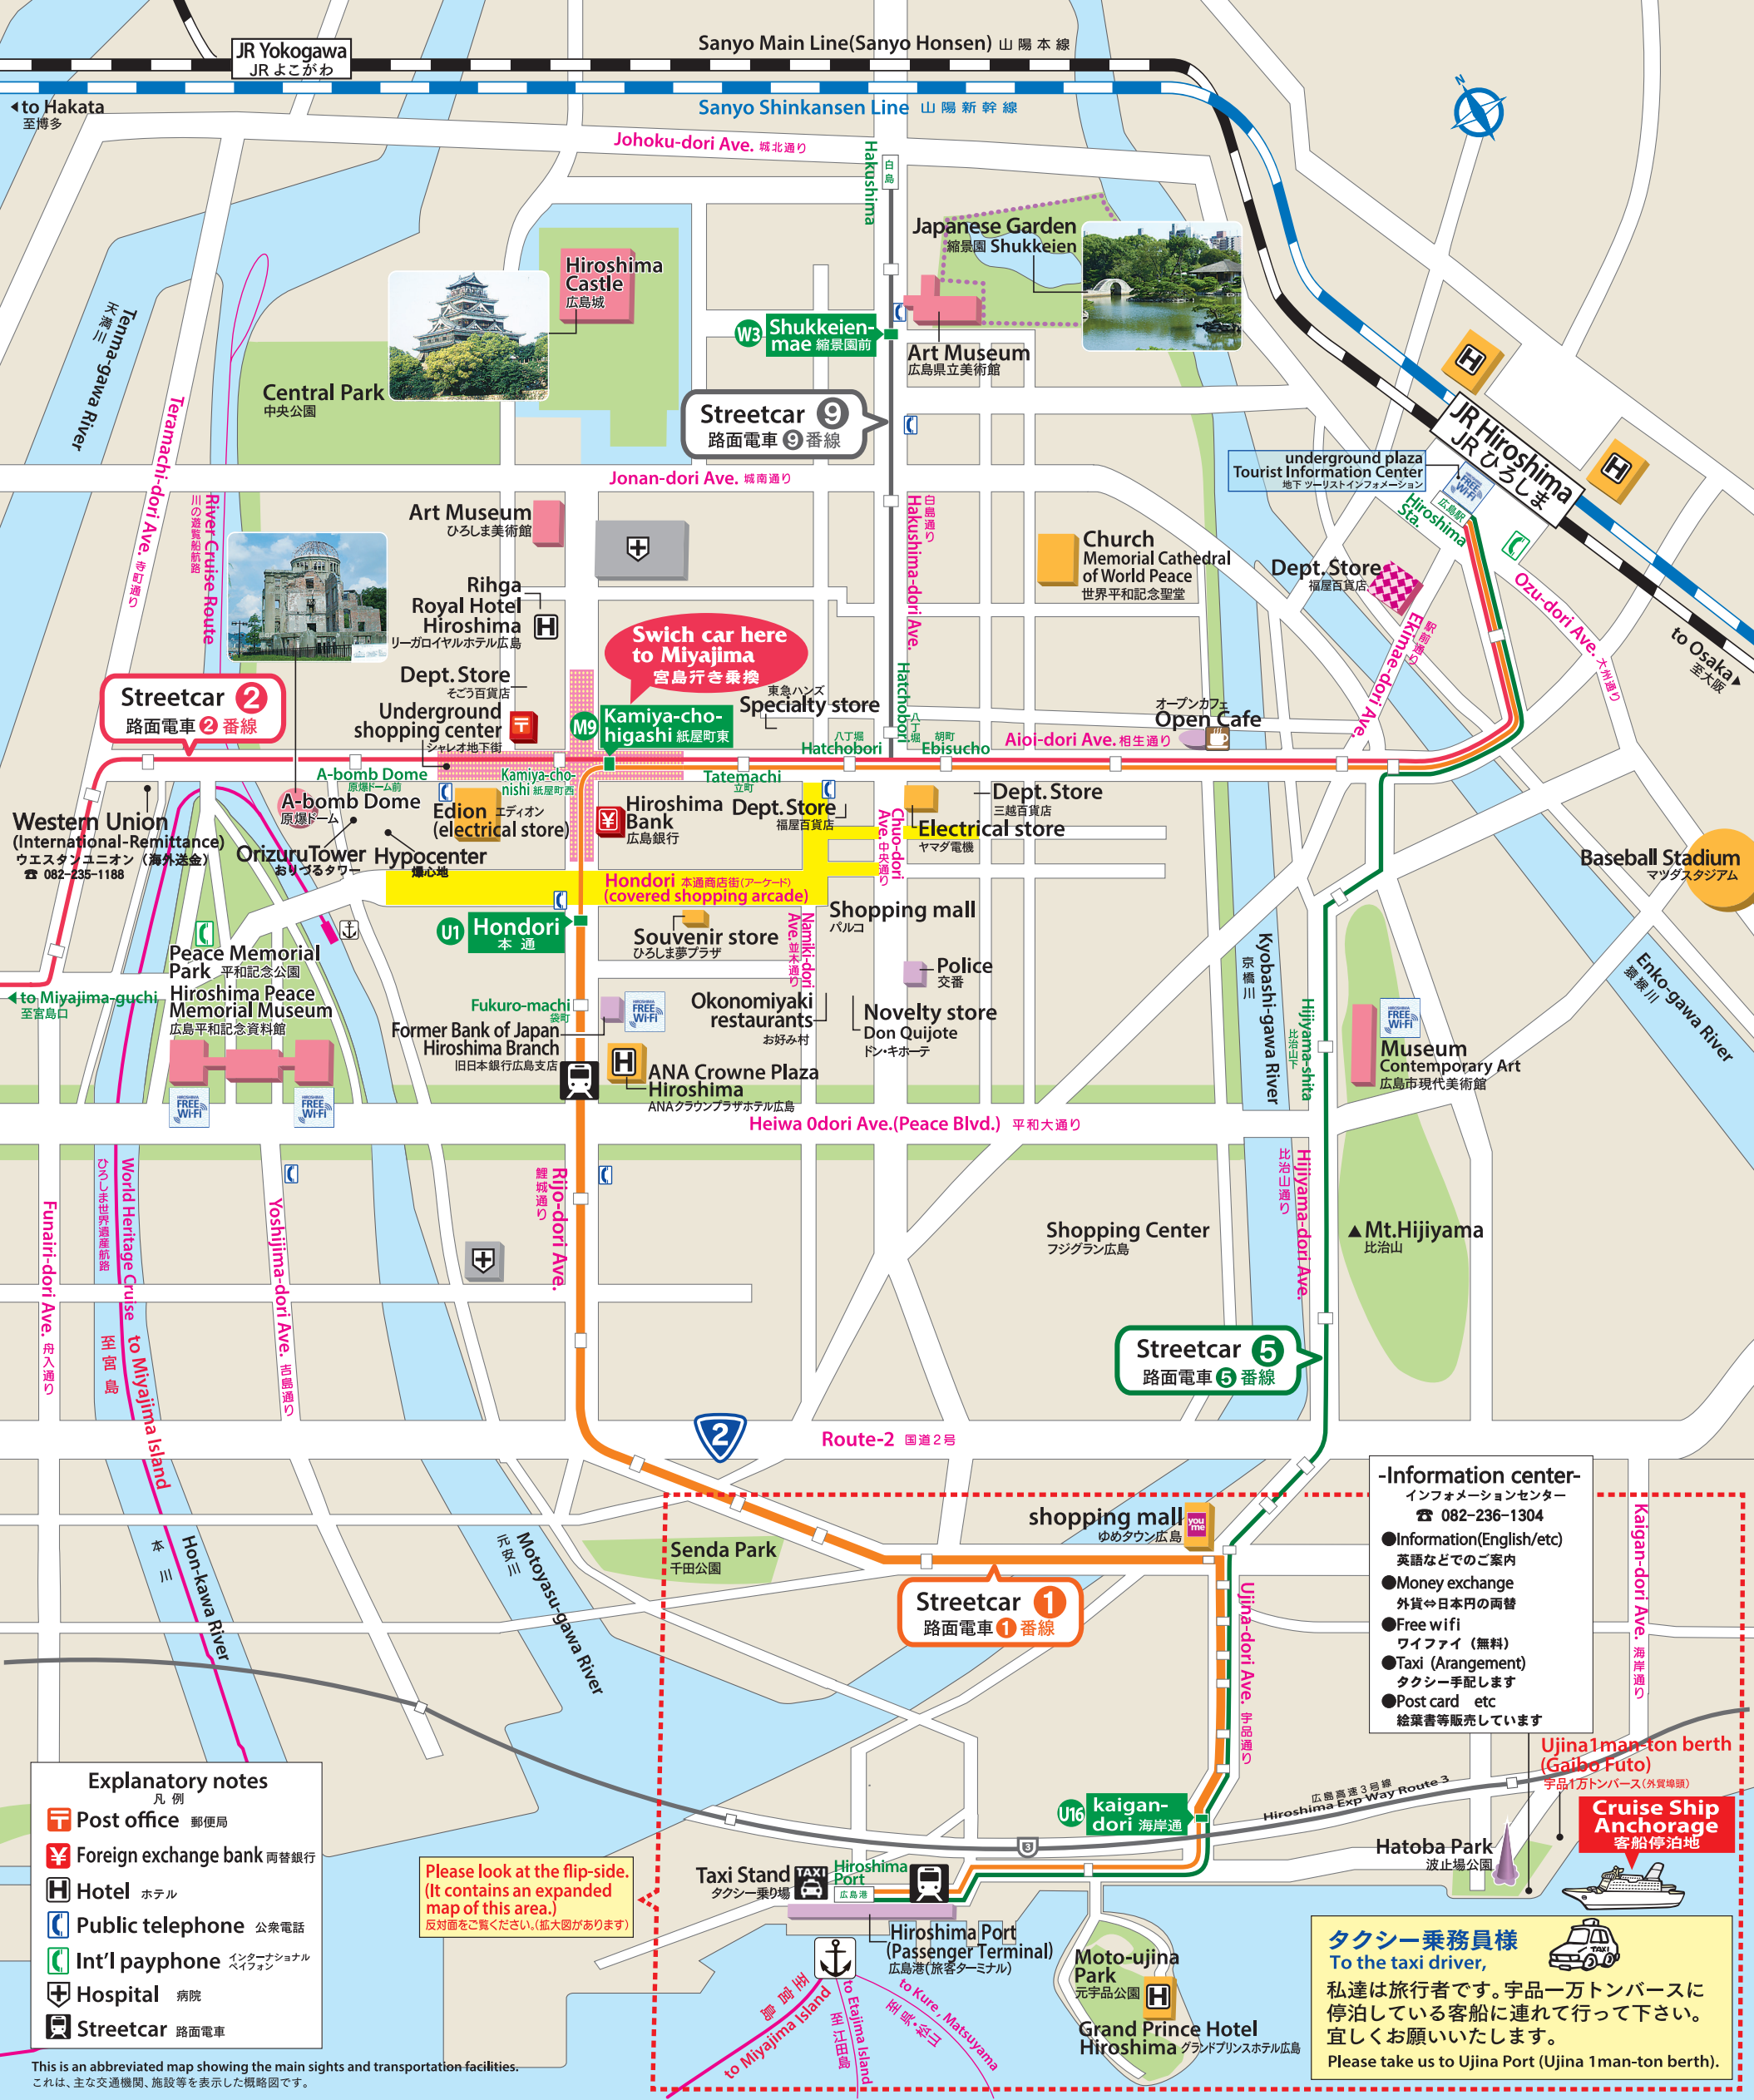 Sanyo Main Line(Sanyo Honsen) 山陽本線
JR Yokogawa
JR よこがわ
Sanyo Shinkansen Line 山陽新幹線
◀to Hakata
至博多
N
Johoku-dori Ave. 城北通り
Hakushima
白島
Japanese Garden
縮景園 Shukkeien
Hiroshima
Castle
広島城
Tenma-gawa River
天満川
W3 Shukkeien-
mae 縮景園前
Art Museum
広島県立美術館
Central Park
中央公園
Streetcar 9
路面電車 9 番線
JR Hiroshima
JR ひろしま
underground plaza
Tourist Information Center
地下 ツーリストインフォメーション
HIROSHIMA
FREE
Wi-Fi
広島駅
Hiroshima
Sta.
Teramachi-dori Ave. 寺町通り
Jonan-dori Ave. 城南通り
River Cruise Route
川の遊覧船航路
Art Museum
ひろしま美術館
白島通り
Hakushima-dori Ave.
Church
Memorial Cathedral
of World Peace
世界平和記念聖堂
Dept. Store
福屋百貨店
Ozu-dori Ave. 大州通り
Ekimae-dori Ave.
駅前通り
to Osaka▶
至大阪
Rihga
Royal Hotel
Hiroshima
リーガロイヤルホテル広島
Swich car here
to Miyajima
宮島行き乗換
Streetcar 2
路面電車 2 番線
Dept. Store
そごう百貨店
Underground
shopping center
シャレオ地下街
M9 Kamiya-cho-
higashi 紙屋町東
東急ハンズ
Specialty store
Hatchobori
八丁堀
八丁堀
Hatchobori
胡町
Ebisucho
オープンカフェ
Open Cafe
Aioi-dori Ave. 相生通り
A-bomb Dome
原爆ドーム前
Kamiya-cho-
nishi 紙屋町西
Tatemachi
立町
A-bomb Dome
原爆ドーム
Edion エディオン
(electrical store)
Hiroshima
Bank
広島銀行
Dept. Store
福屋百貨店
Dept. Store
三越百貨店
Electrical store
ヤマダ電機
Chuo-dori
Ave. 中央通り
Western Union
(International-Remittance)
ウエスタンユニオン（海外送金）
☎ 082-235-1188
OrizuruTower
おりづるタワー
Hypocenter
爆心地
Baseball Stadium
マツダスタジアム
Hondori 本通商店街(アーケード)
(covered shopping arcade)
U1 Hondori
本通
Souvenir store
ひろしま夢プラザ
Namiki-dori
Ave. 並木通り
Shopping mall
パルコ
Police
交番
Peace Memorial
Park 平和記念公園
◀to Miyajima-guchi
至宮島口
Hiroshima Peace
Memorial Museum
広島平和記念資料館
Fukuro-machi
袋町
HIROSHIMA
FREE
Wi-Fi
Former Bank of Japan
Hiroshima Branch
旧日本銀行広島支店
Okonomiyaki
restaurants
お好み村
Novelty store
Don Quijote
ドン・キホーテ
ANA Crowne Plaza
Hiroshima
ANAクラウンプラザホテル広島
Kyobashi-gawa River
京橋川
Hijiyama-shita
比治山下
HIROSHIMA
FREE
Wi-Fi
Museum
Contemporary Art
広島市現代美術館
Enko-gawa River
猿猴川
HIROSHIMA
FREE
Wi-Fi
HIROSHIMA
FREE
Wi-Fi
Heiwa Odori Ave.(Peace Blvd.) 平和大通り
Funairi-dori Ave. 舟入通り
World Heritage Cruise to Miyajima Island
ひろしま世界遺産航路 至宮島
Yoshijima-dori Ave. 吉島通り
Rijo-dori Ave.
鯉城通り
Shopping Center
フジグラン広島
Hijiyama-dori Ave.
比治山通り
▲Mt.Hijiyama
比治山
Streetcar 5
路面電車 5 番線
2
Route-2 国道2号
Hon-kawa River
本川
Motoyasu-gawa River
元安川
Senda Park
千田公園
shopping mall
ゆめタウン広島
you
me
Streetcar 1
路面電車 1 番線
Ujina-dori Ave. 宇品通り
-Information center-
インフォメーションセンター
☎ 082-236-1304
●Information(English/etc)
英語などでのご案内
●Money exchange
外貨⇔日本円の両替
●Free wifi
ワイファイ（無料）
●Taxi (Arangement)
タクシー手配します
●Post card etc
絵葉書等販売しています
Kaigan-dori Ave. 海岸通り
Ujina1man-ton berth
(Gaibo Futo)
宇品1万トンバース(外貿埠頭)
Cruise Ship
Anchorage
客船停泊地
広島高速3号線
Hiroshima Exp Way Route 3
3
U16 kaigan-
dori 海岸通
Hatoba Park
波止場公園
Explanatory notes
凡例
Post office 郵便局
Foreign exchange bank 両替銀行
Hotel ホテル
Public telephone 公衆電話
Int'l payphone インターナショナル
ペイフォン
Hospital 病院
Streetcar 路面電車
Please look at the flip-side.
(It contains an expanded
map of this area.)
反対面をご覧ください。(拡大図があります)
Taxi Stand
タクシー乗り場
TAXI
Hiroshima
Port
広島港
Hiroshima Port
(Passenger Terminal)
広島港(旅客ターミナル)
至宮島
to Miyajima Island
to Etajima Island
至江田島
to Kure, Matsuyama
至呉・松山
Moto-ujina
Park
元宇品公園
Grand Prince Hotel
Hiroshima グランドプリンスホテル広島
タクシー乗務員様
To the taxi driver,
TAXI
私達は旅行者です。宇品一万トンバースに
停泊している客船に連れて行って下さい。
宜しくお願いいたします。
Please take us to Ujina Port (Ujina 1man-ton berth).
This is an abbreviated map showing the main sights and transportation facilities.
これは、主な交通機関、施設等を表示した概略図です。